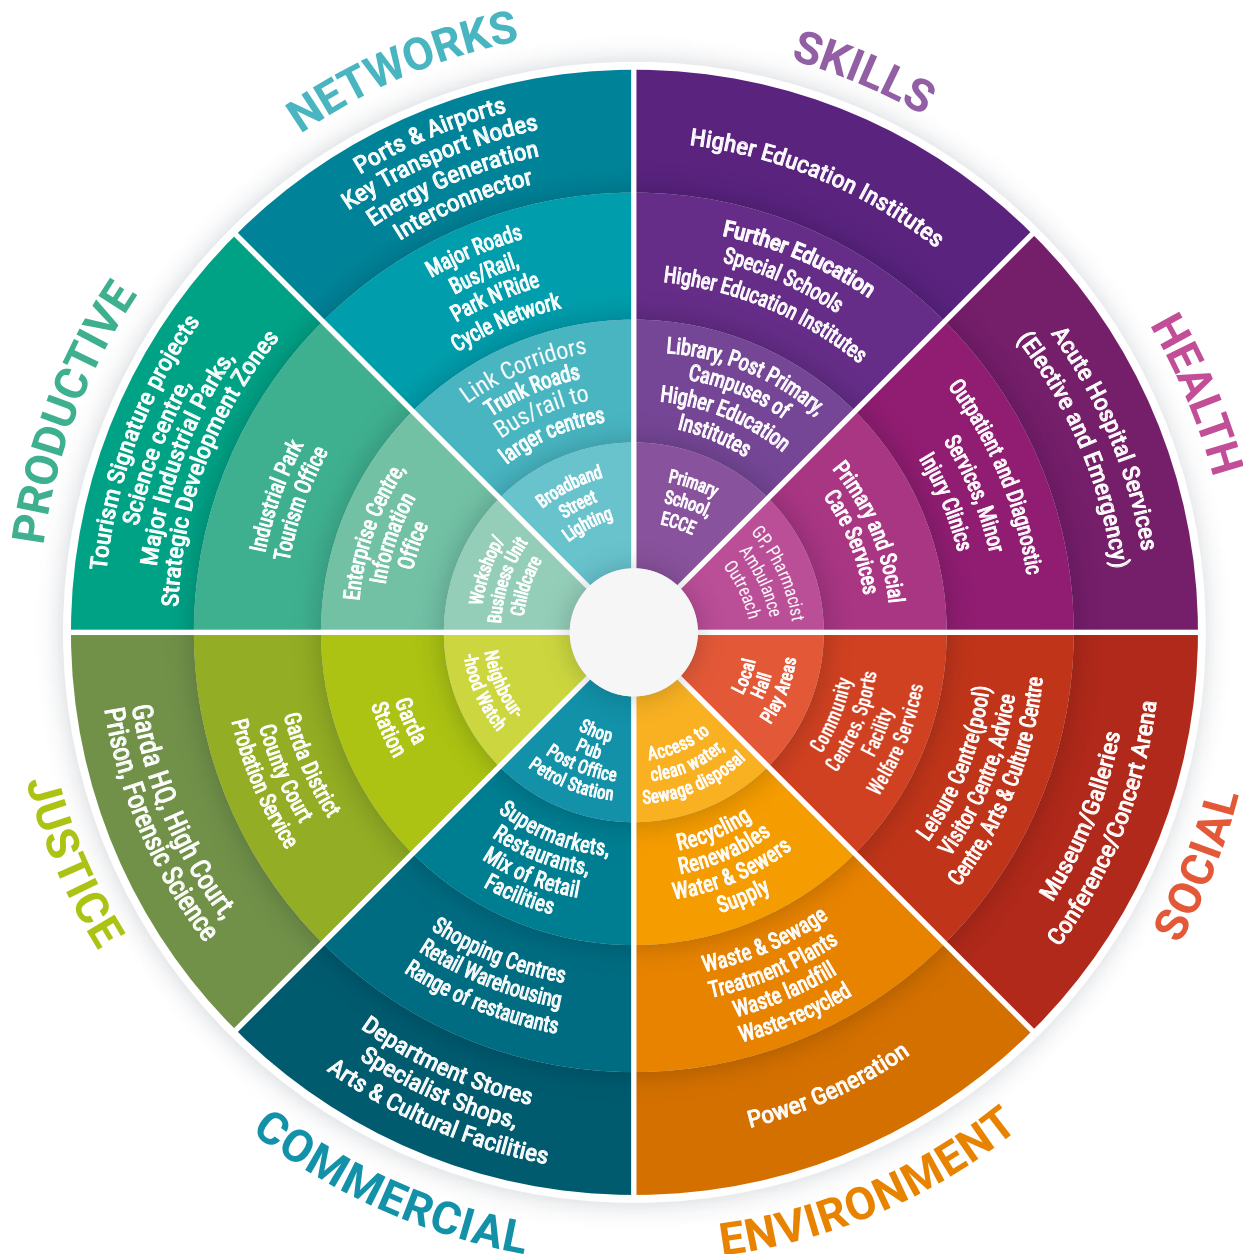 NETWORKS
Ports & Airports
Key Transport Nodes
Energy Generation
Interconnector
Major Roads
Bus/Rail,
Park N'Ride
Cycle Network
Link Corridors
Trunk Roads
Bus/rail to
larger centres
Broadband
Street
Lighting
SKILLS
Higher Education Institutes
Further Education
Special Schools
Higher Education Institutes
Library, Post Primary,
Campuses of
Higher Education
Institutes
Primary
School,
ECCE
HEALTH
Acute Hospital Services
(Elective and Emergency)
Outpatient and Diagnostic
Services, Minor
Injury Clinics
Primary and Social
Care Services
GP, Pharmacist
Ambulance
Outreach
SOCIAL
Local
Hall
Play Areas
Community
Centres, Sports
Facility
Welfare Services
Leisure Centre(pool)
Visitor Centre, Advice
Centre, Arts & Culture Centre
Museum/Galleries
Conference/Concert Arena
ENVIRONMENT
Access to
clean water,
Sewage disposal
Recycling
Renewables
Water & Sewers
Supply
Waste & Sewage
Treatment Plants
Waste landfill
Waste-recycled
Power Generation
COMMERCIAL
Shop
Pub
Post Office
Petrol Station
Supermarkets,
Restaurants,
Mix of Retail
Facilities
Shopping Centres
Retail Warehousing
Range of restaurants
Department Stores
Specialist Shops,
Arts & Cultural Facilities
JUSTICE
Neighbour-
-hood Watch
Garda
Station
Garda District
County Court
Probation Service
Garda HQ, High Court,
Prison, Forensic Science
PRODUCTIVE
Tourism Signature projects
Science centre,
Major Industrial Parks,
Strategic Development Zones
Industrial Park
Tourism Office
Enterprise Centre,
Information
Office
Workshop/
Business Unit
Childcare